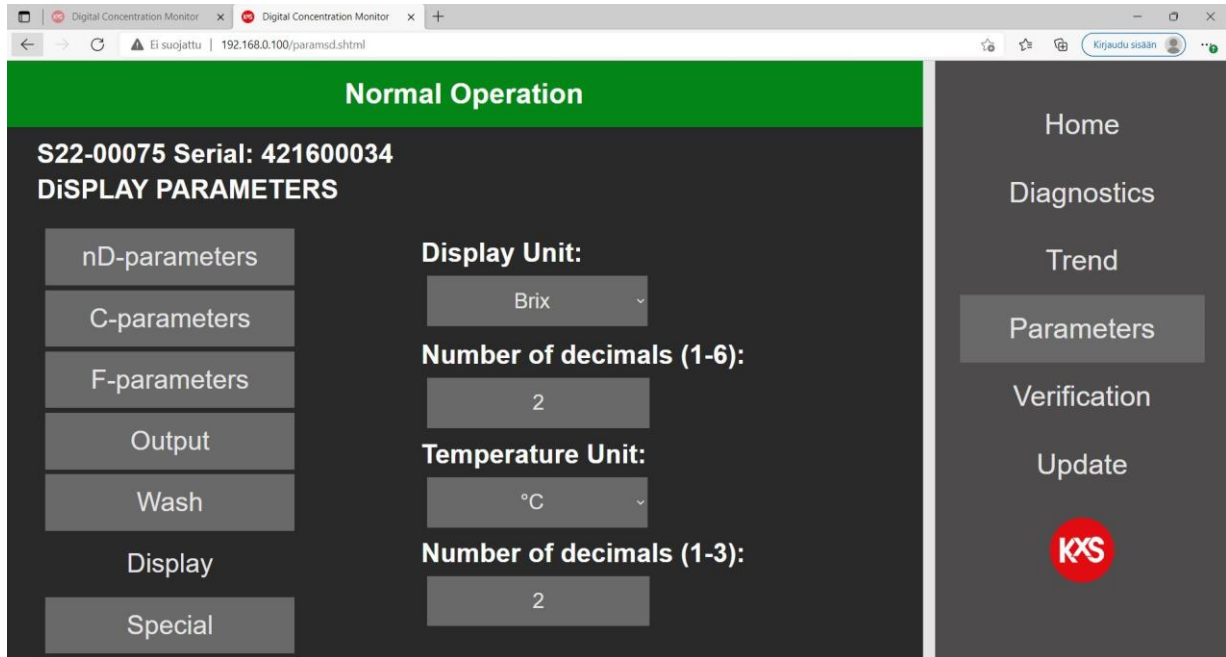 Digital Concentration Monitor
Digital Concentration Monitor
Ei suojattu | 192.168.0.100/paramsd.shtml
Kirjaudu sisään
Normal Operation
S22-00075 Serial: 421600034
DiSPLAY PARAMETERS
nD-parameters
C-parameters
F-parameters
Output
Wash
Display
Special
Display Unit:
Brix
Number of decimals (1-6):
2
Temperature Unit:
°C
Number of decimals (1-3):
2
Home
Diagnostics
Trend
Parameters
Verification
Update
KXS